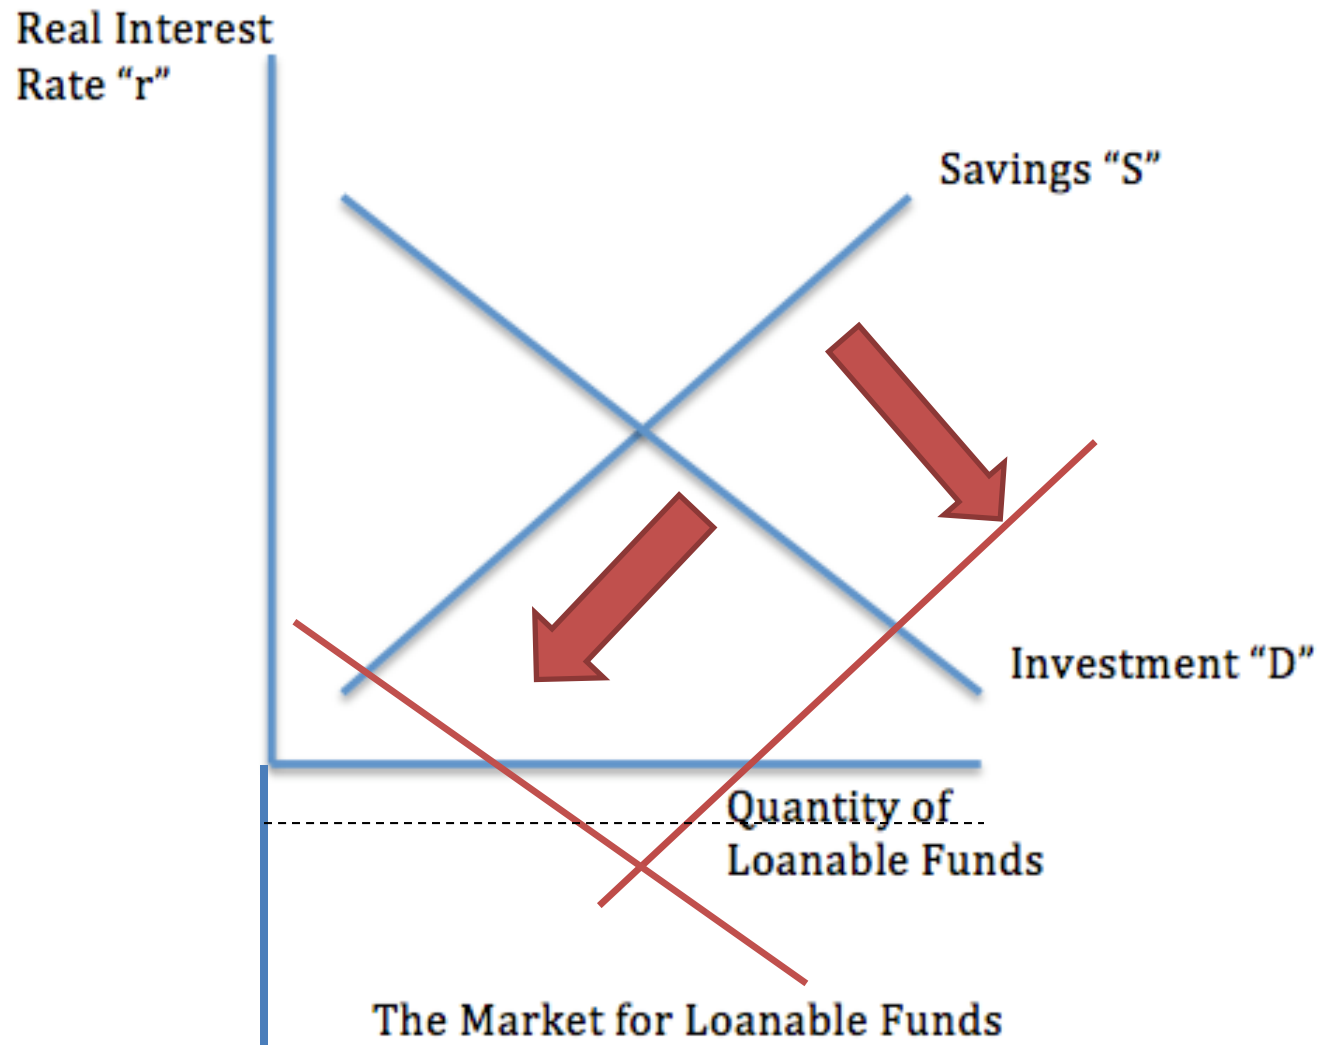 Real Interest
Rate “r”
Savings “S”
Investment “D”
Quantity of
Loanable Funds
The Market for Loanable Funds